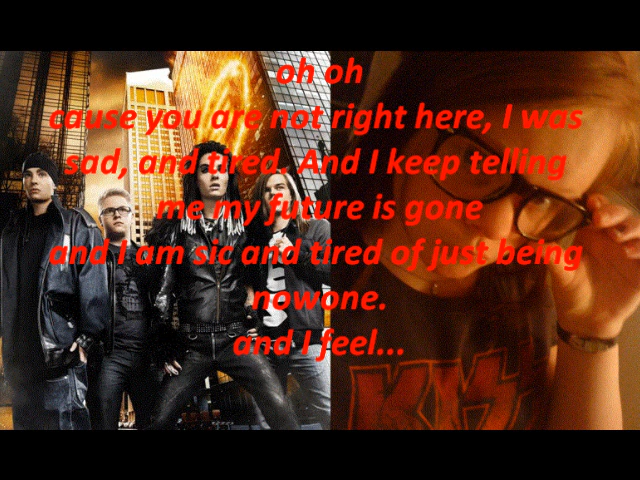 oh oh
cause you are not right here, I was
sad, and tired. And I keep telling
me my future is gone
and I am sic and tired of just being
nowone.
and I feel...
KISS